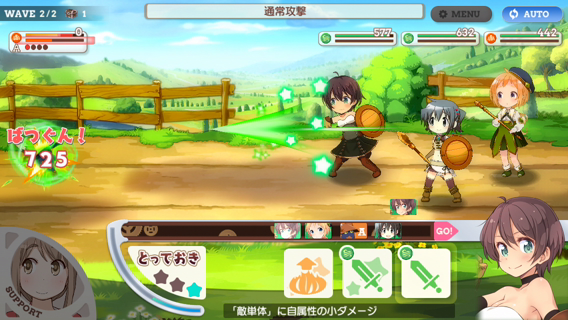 WAVE 2/2 1
通常攻撃
MENU
AUTO
0
577
632
442
A
ばつぐん!
725
A GO!
SUPPORT
とっておき
「敵単体」に自属性の小ダメージ